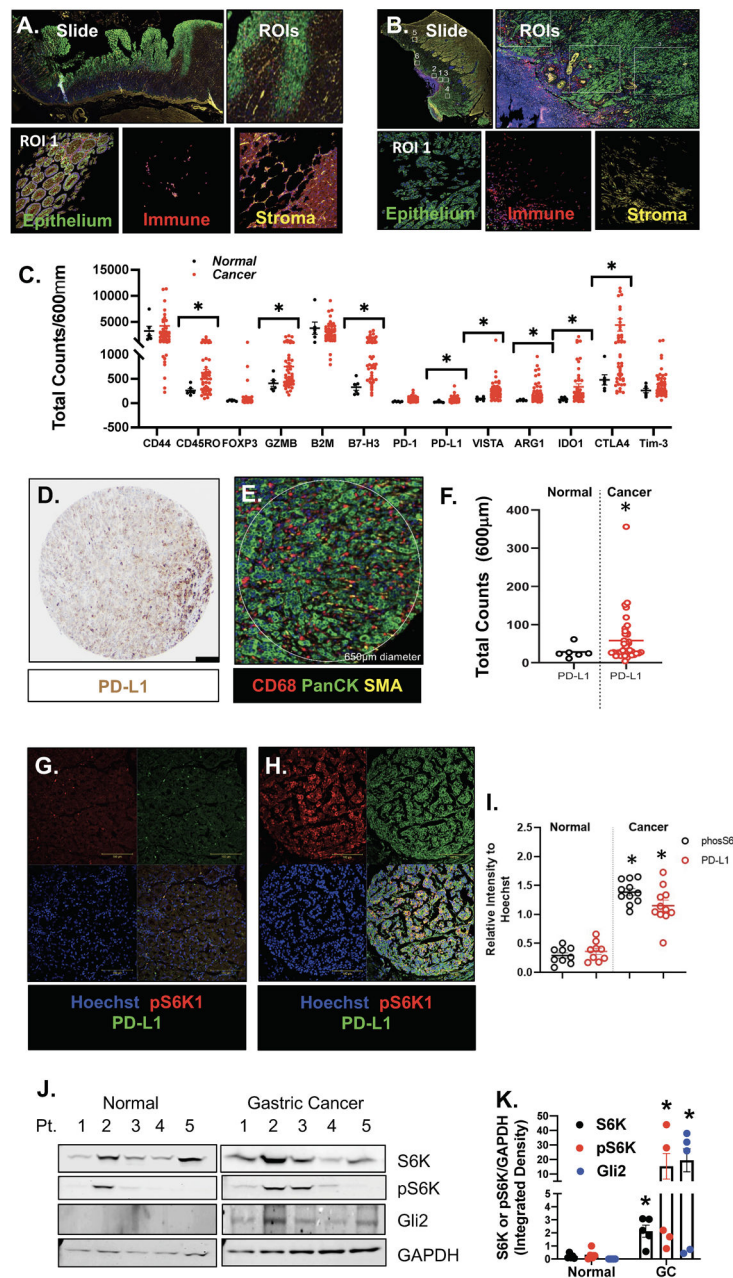 A.
Slide
ROIs
ROI 1
Epithelium
Immune
Stroma
B.
Slide
5
6
2
1
3
4
ROI 1
Epithelium
Immune
Stroma
C.
Normal
Cancer
Total Counts/600mm
15000
10000
5000
1000
500
0
-500
CD44 CD45RO FOXP3 GZMB B2M B7-H3 PD-1 PD-L1 VISTA ARG1 IDO1 CTLA4 Tim-3
* * * * * * * *
D.
PD-L1
E.
650µm diameter
CD68 PanCK SMA
F.
Normal Cancer
*
Total Counts (600µm)
400
300
200
100
0
PD-L1 PD-L1
G.
Hoechst pS6K1
PD-L1
H.
Hoechst pS6K1
PD-L1
I.
Normal Cancer
phosS6
PD-L1
* *
Relative Intensity to
Hoechst
2.5
2.0
1.5
1.0
0.5
0.0
J.
Normal Gastric Cancer
Pt. 1 2 3 4 5 1 2 3 4 5
S6K
pS6K
Gli2
GAPDH
K.
S6K
pS6K
Gli2
* * *
S6K or pS6K/GAPDH
(Integrated Density)
50
40
30
20
10
5
4
3
2
1
0
Normal GC